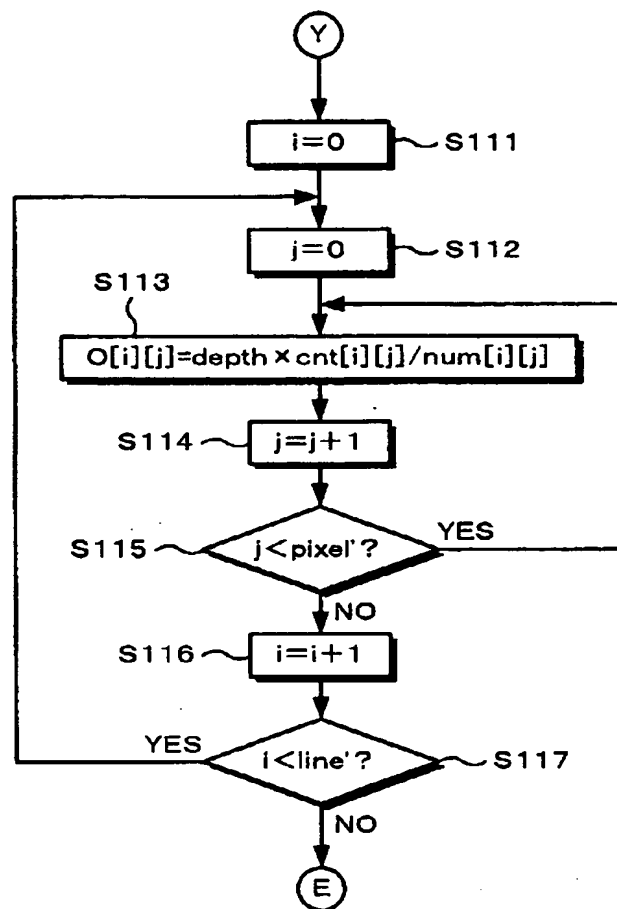 Y
i=0 S111
j=0 S112
S113
O[i][j]=depth×cnt[i][j]/num[i][j]
S114 j=j+1
S115 j<pixel'? YES
NO
S116 i=i+1
YES i<line'? S117
NO
E